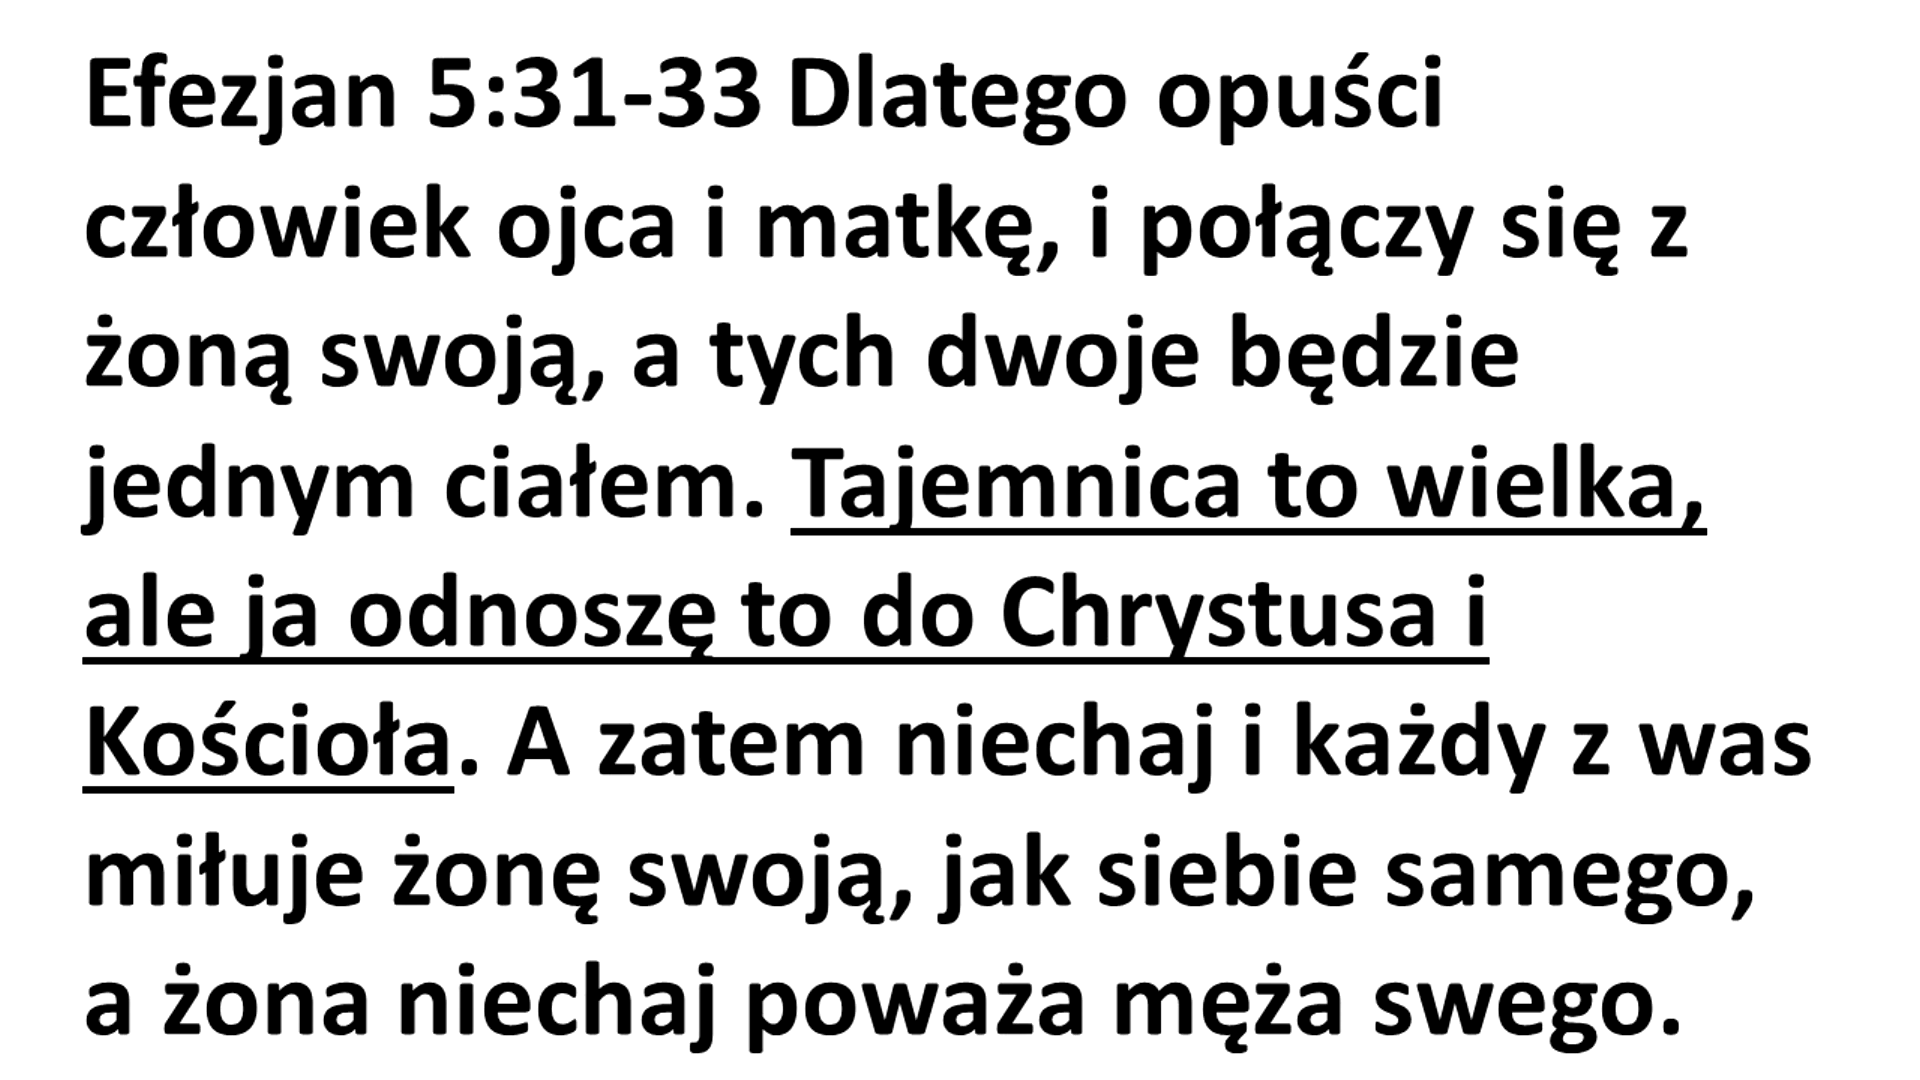 Efezjan 5:31-33 Dlatego opuści
człowiek ojca i matkę, i połączy się z
żoną swoją, a tych dwoje będzie
jednym ciałem. Tajemnica to wielka,
ale ja odnoszę to do Chrystusa i
Kościoła. A zatem niechaj i każdy z was
miłuje żonę swoją, jak siebie samego,
a żona niechaj poważa męża swego.